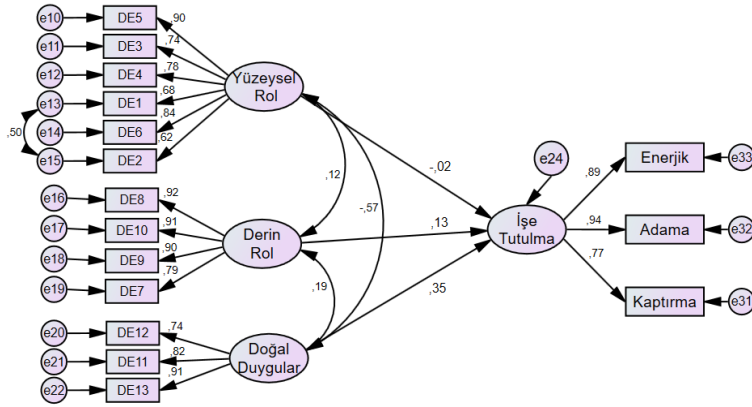 e10 DE5 ,90
e11 DE3 ,74
e12 DE4 ,78
e13 DE1 ,68
e14 DE6 ,84
e15 DE2 ,62
,50
Yüzeysel
Rol
e16 DE8 ,92
e17 DE10 ,91
e18 DE9 ,90
e19 DE7 ,79
Derin
Rol
e20 DE12 ,74
e21 DE11 ,82
e22 DE13 ,91
Doğal
Duygular
,12
-,57
,19
-,02
,13
,35
e24
İşe
Tutulma
,89 Enerjik e33
,94 Adama e32
,77 Kaptırma e31